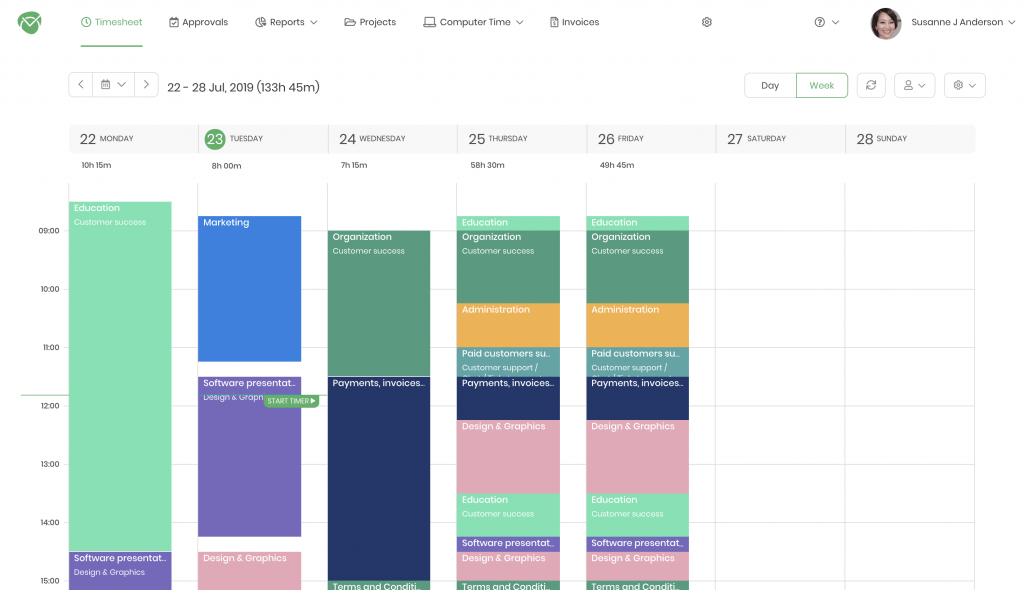 Timesheet Approvals Reports Projects Computer Time Invoices Susanne J Anderson
22 - 28 Jul, 2019 (133h 45m) Day Week
22 MONDAY 23 TUESDAY 24 WEDNESDAY 25 THURSDAY 26 FRIDAY 27 SATURDAY 28 SUNDAY
10h 15m 8h 00m 7h 15m 58h 30m 49h 45m
Education
Customer success
Marketing Education Education
09:00 Organization Organization Organization
Customer success Customer success Customer success
10:00
Administration Administration
11:00
Paid customers su.. Paid customers su..
Customer support / Customer support /
Software presentat.. Payments, invoices... Payments, invoices... Payments, invoices...
Design & Graph
START TIMER
12:00
Design & Graphics Design & Graphics
13:00
Education Education
Customer success Customer success
14:00
Software presentat.. Software presentat..
Software presentat.. Design & Graphics Design & Graphics Design & Graphics
Design & Graphics
15:00 Terms and Conditi.. Terms and Conditi.. Terms and Conditi..